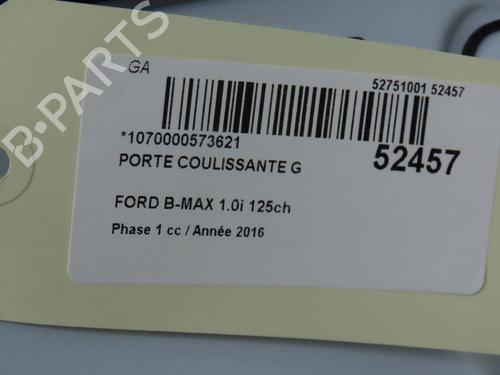 GA
52751001 52457
*1070000573621
52457
PORTE COULISSANTE G
FORD B-MAX 1.0i 125ch
Phase 1 cc / Année 2016
B-PARTS